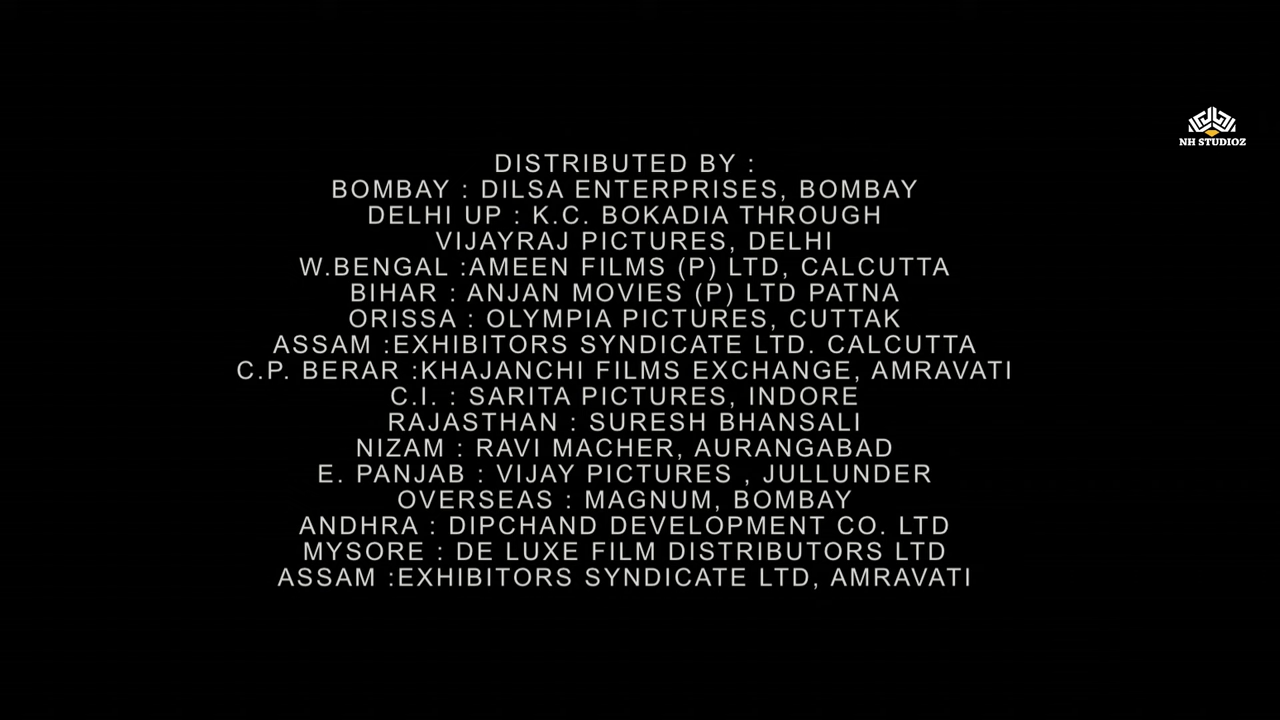 NH STUDIOZ
DISTRIBUTED BY :
BOMBAY : DILSA ENTERPRISES, BOMBAY
DELHI UP : K.C. BOKADIA THROUGH
VIJAYRAJ PICTURES, DELHI
W.BENGAL :AMEEN FILMS (P) LTD, CALCUTTA
BIHAR : ANJAN MOVIES (P) LTD PATNA
ORISSA : OLYMPIA PICTURES, CUTTAK
ASSAM :EXHIBITORS SYNDICATE LTD. CALCUTTA
C.P. BERAR :KHAJANCHI FILMS EXCHANGE, AMRAVATI
C.I. : SARITA PICTURES, INDORE
RAJASTHAN : SURESH BHANSALI
NIZAM : RAVI MACHER, AURANGABAD
E. PANJAB : VIJAY PICTURES , JULLUNDER
OVERSEAS : MAGNUM, BOMBAY
ANDHRA : DIPCHAND DEVELOPMENT CO. LTD
MYSORE : DE LUXE FILM DISTRIBUTORS LTD
ASSAM :EXHIBITORS SYNDICATE LTD, AMRAVATI